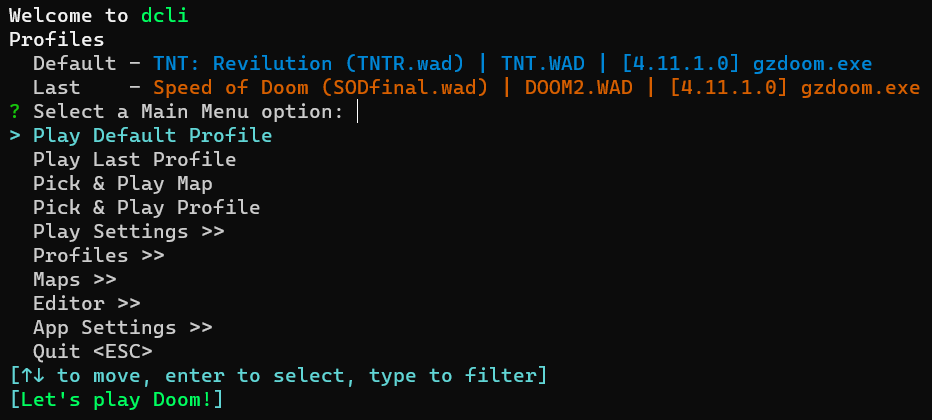 Welcome to dcli
Profiles
  Default - TNT: Revilution (TNTR.wad) | TNT.WAD | [4.11.1.0] gzdoom.exe
  Last    - Speed of Doom (SODfinal.wad) | DOOM2.WAD | [4.11.1.0] gzdoom.exe
? Select a Main Menu option:
> Play Default Profile
  Play Last Profile
  Pick & Play Map
  Pick & Play Profile
  Play Settings >>
  Profiles >>
  Maps >>
  Editor >>
  App Settings >>
  Quit <ESC>
[↑↓ to move, enter to select, type to filter]
[Let's play Doom!]